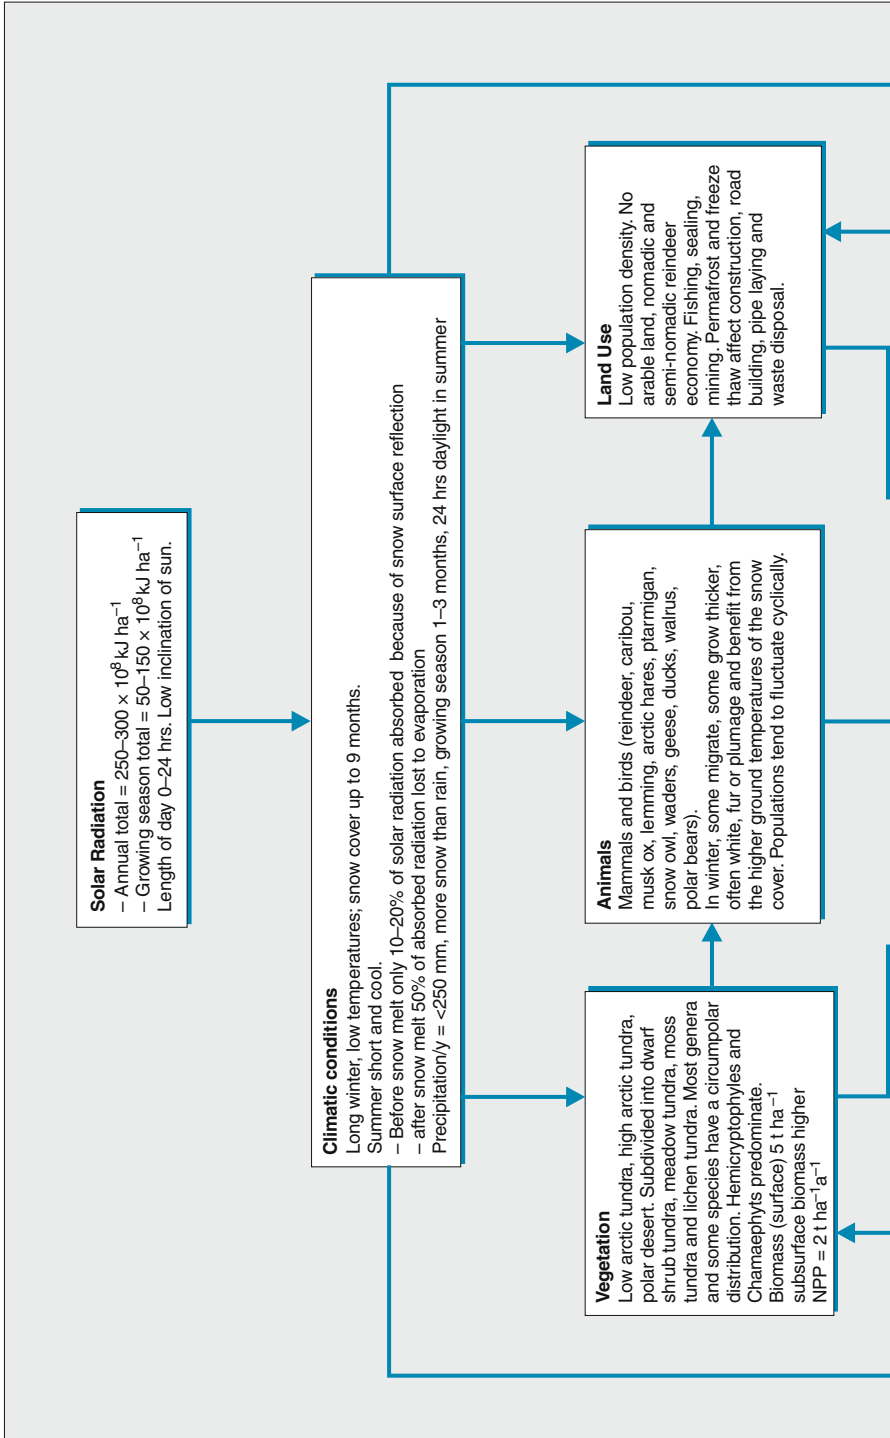 Solar Radiation
– Annual total = 250–300 × 10⁸ kJ ha⁻¹
– Growing season total = 50–150 × 10⁸ kJ ha⁻¹
Length of day 0–24 hrs. Low inclination of sun.
Climatic conditions
Long winter, low temperatures; snow cover up to 9 months.
Summer short and cool.
– Before snow melt only 10–20% of solar radiation absorbed because of snow surface reflection
– after snow melt 50% of absorbed radiation lost to evaporation
Precipitation/y = <250 mm, more snow than rain, growing season 1–3 months, 24 hrs daylight in summer
Vegetation
Low arctic tundra, high arctic tundra,
polar desert. Subdivided into dwarf
shrub tundra, meadow tundra, moss
tundra and lichen tundra. Most genera
and some species have a circumpolar
distribution. Hemicryptophyles and
Chamaephyts predominate.
Biomass (surface) 5 t ha⁻¹
subsurface biomass higher
NPP = 2 t ha⁻¹a⁻¹
Animals
Mammals and birds (reindeer, caribou,
musk ox, lemming, arctic hares, ptarmigan,
snow owl, waders, geese, ducks, walrus,
polar bears).
In winter, some migrate, some grow thicker,
often white, fur or plumage and benefit from
the higher ground temperatures of the snow
cover. Populations tend to fluctuate cyclically.
Land Use
Low population density. No
arable land, nomadic and
semi-nomadic reindeer
economy. Fishing, sealing,
mining. Permafrost and freeze
thaw affect construction, road
building, pipe laying and
waste disposal.